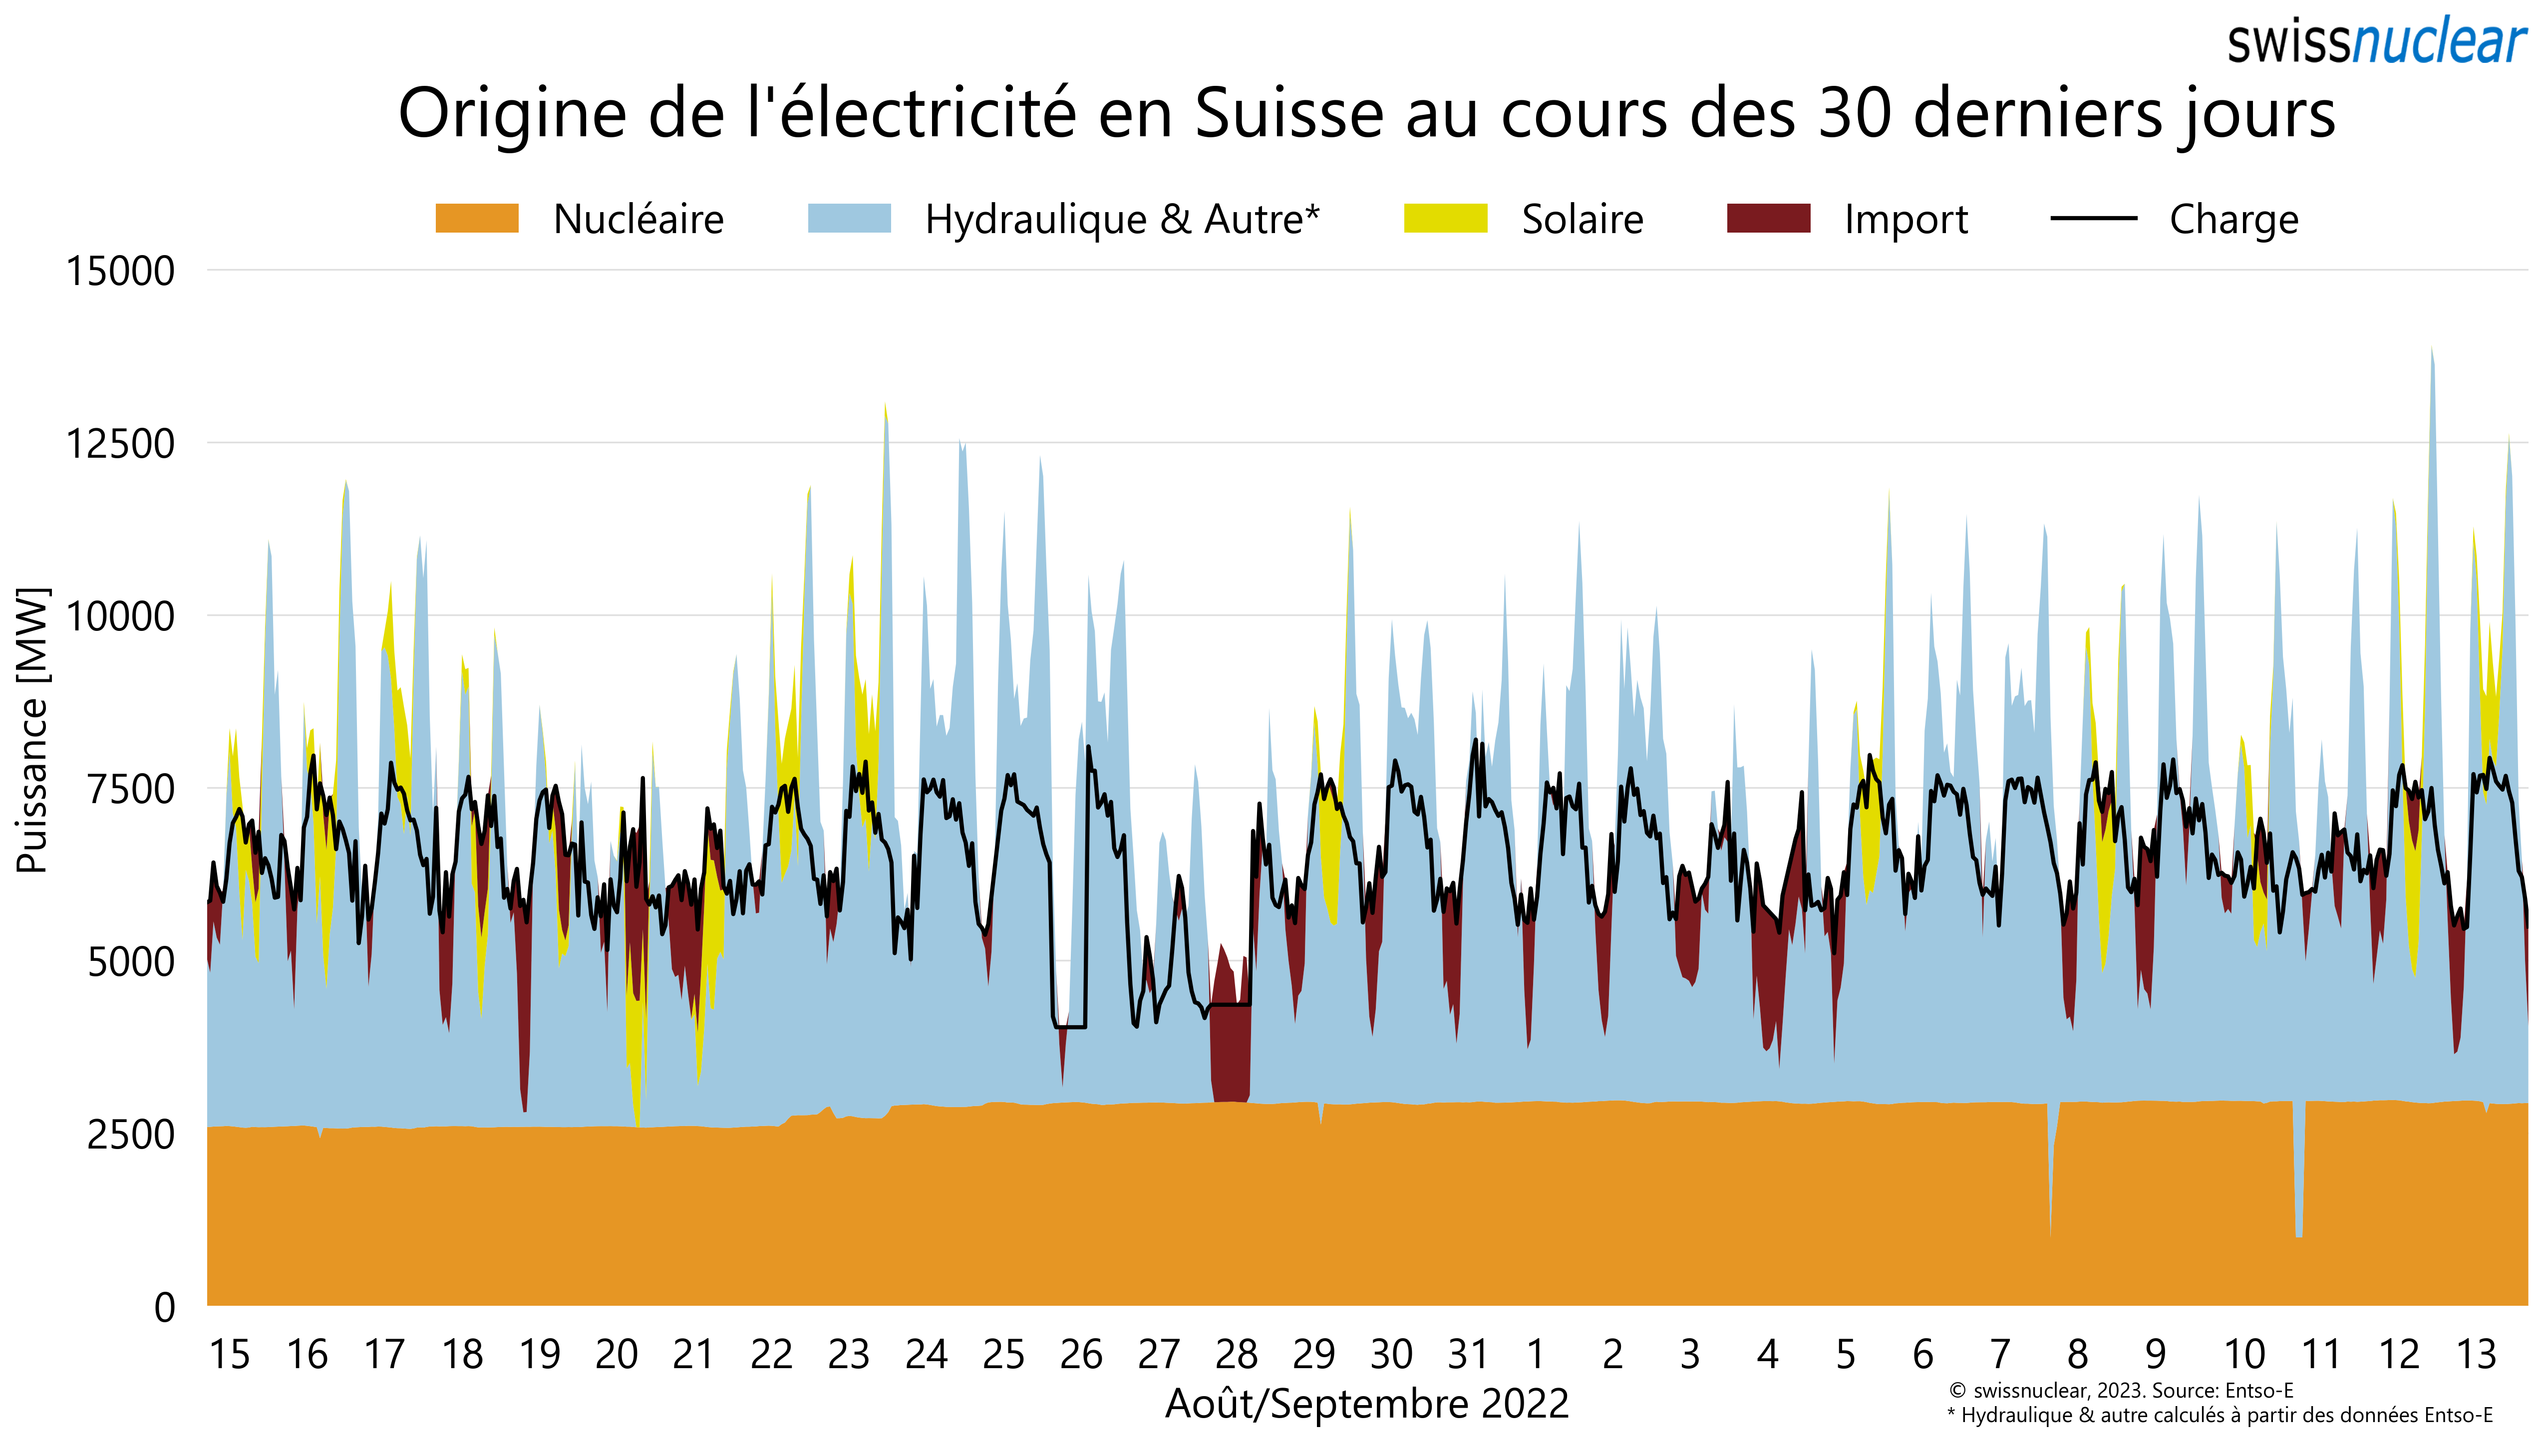 swissnuclear
Origine de l'électricité en Suisse au cours des 30 derniers jours
Nucléaire Hydraulique & Autre* Solaire Import Charge
Puissance [MW]
15000
12500
10000
7500
5000
2500
0
15 16 17 18 19 20 21 22 23 24 25 26 27 28 29 30 31 1 2 3 4 5 6 7 8 9 10 11 12 13
Août/Septembre 2022
© swissnuclear, 2023. Source: Entso-E
* Hydraulique & autre calculés à partir des données Entso-E